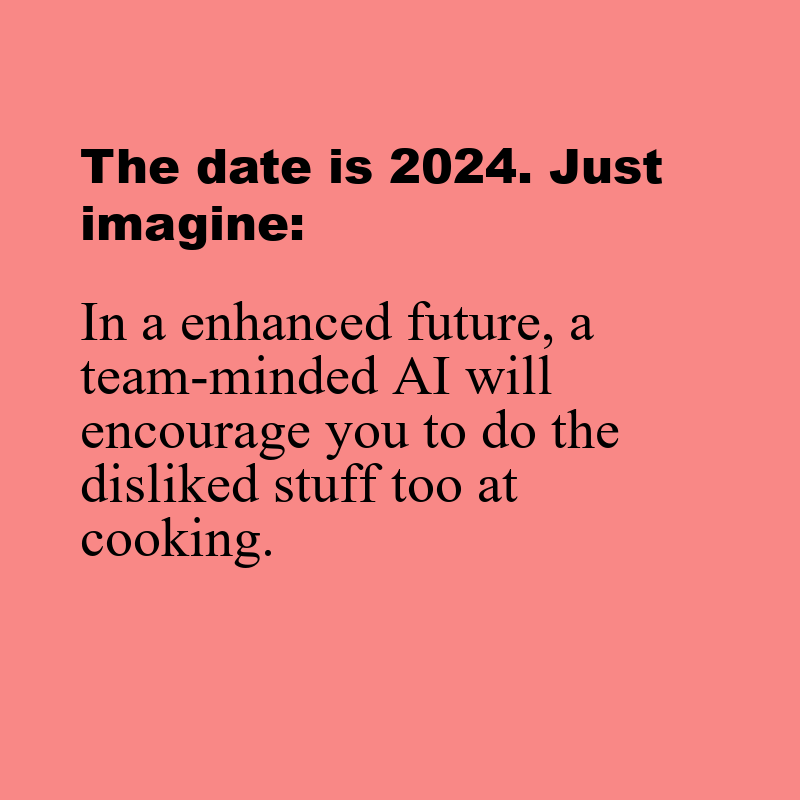 The date is 2024. Just
imagine:
In a enhanced future, a
team-minded AI will
encourage you to do the
disliked stuff too at
cooking.